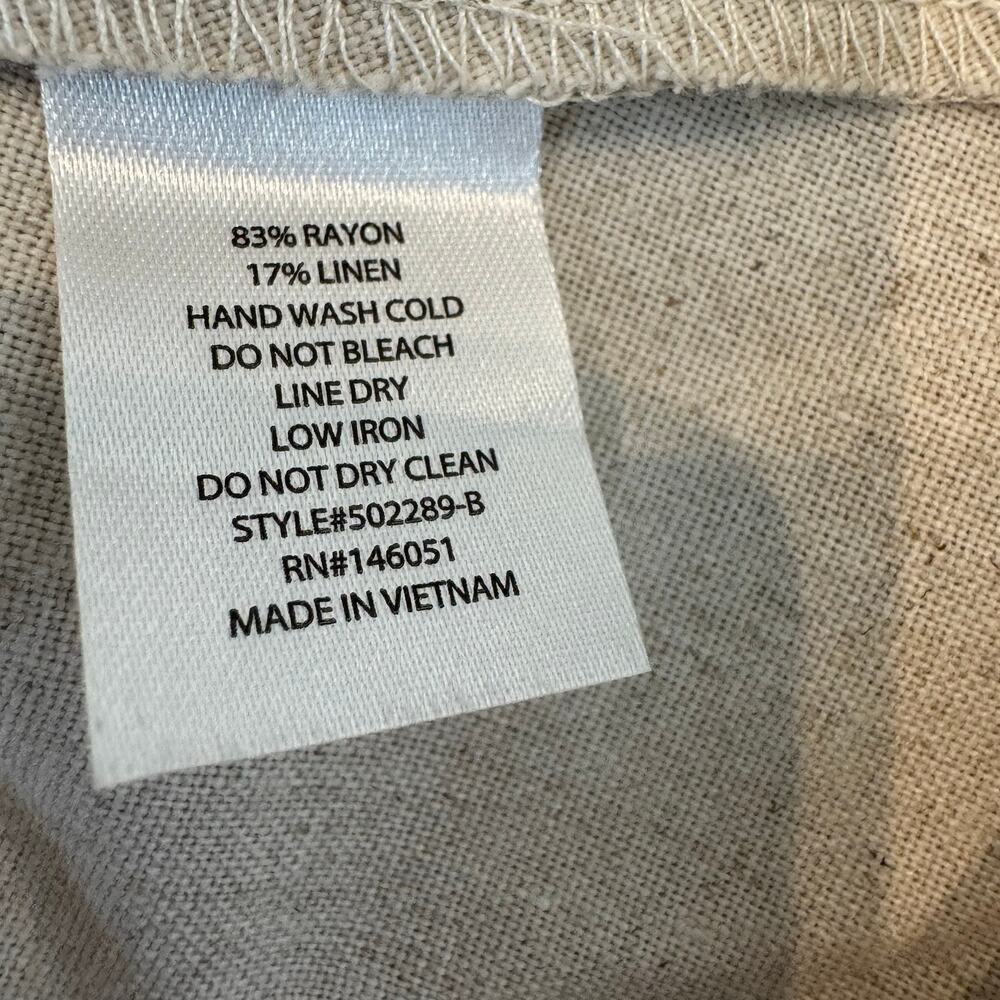 83% RAYON
17% LINEN
HAND WASH COLD
DO NOT BLEACH
LINE DRY
LOW IRON
DO NOT DRY CLEAN
STYLE#502289-B
RN#146051
MADE IN VIETNAM